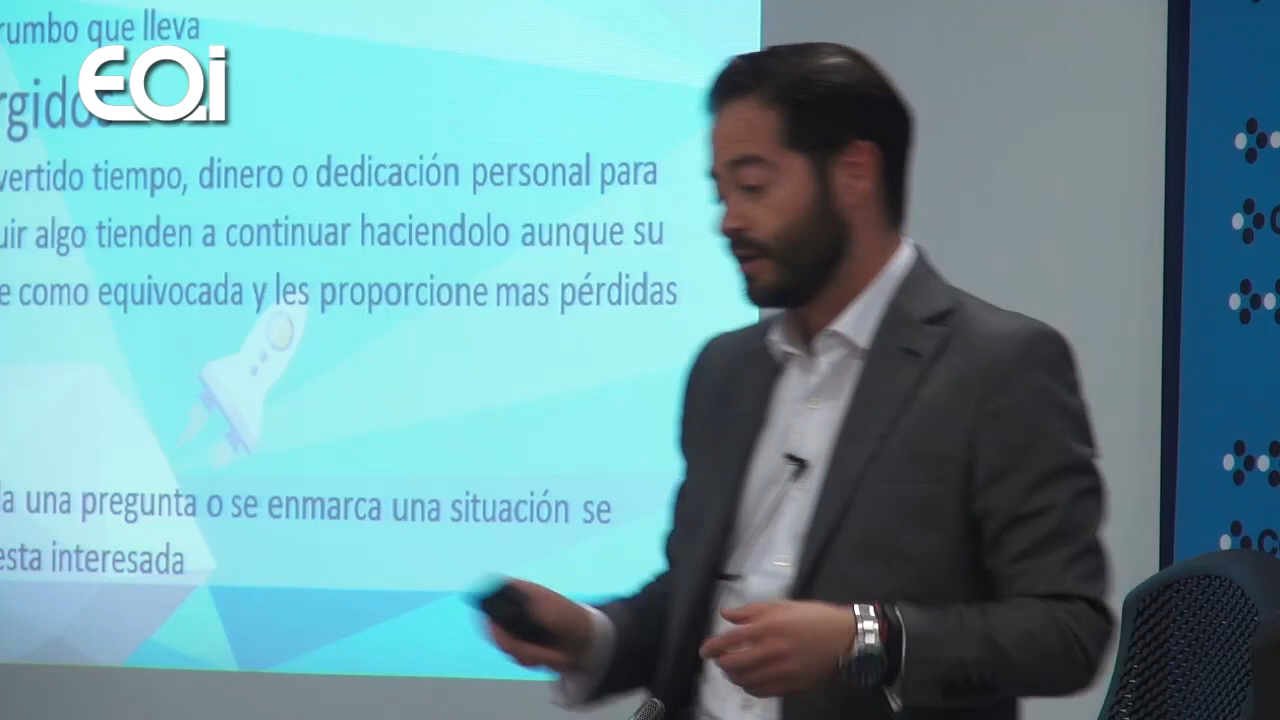 rumbo que lleva
EOi
rgidos
vertido tiempo, dinero o dedicación personal para
uir algo tienden a continuar haciendolo aunque su
e como equivocada y les proporcione mas pérdidas
la una pregunta o se enmarca una situación se
esta interesada